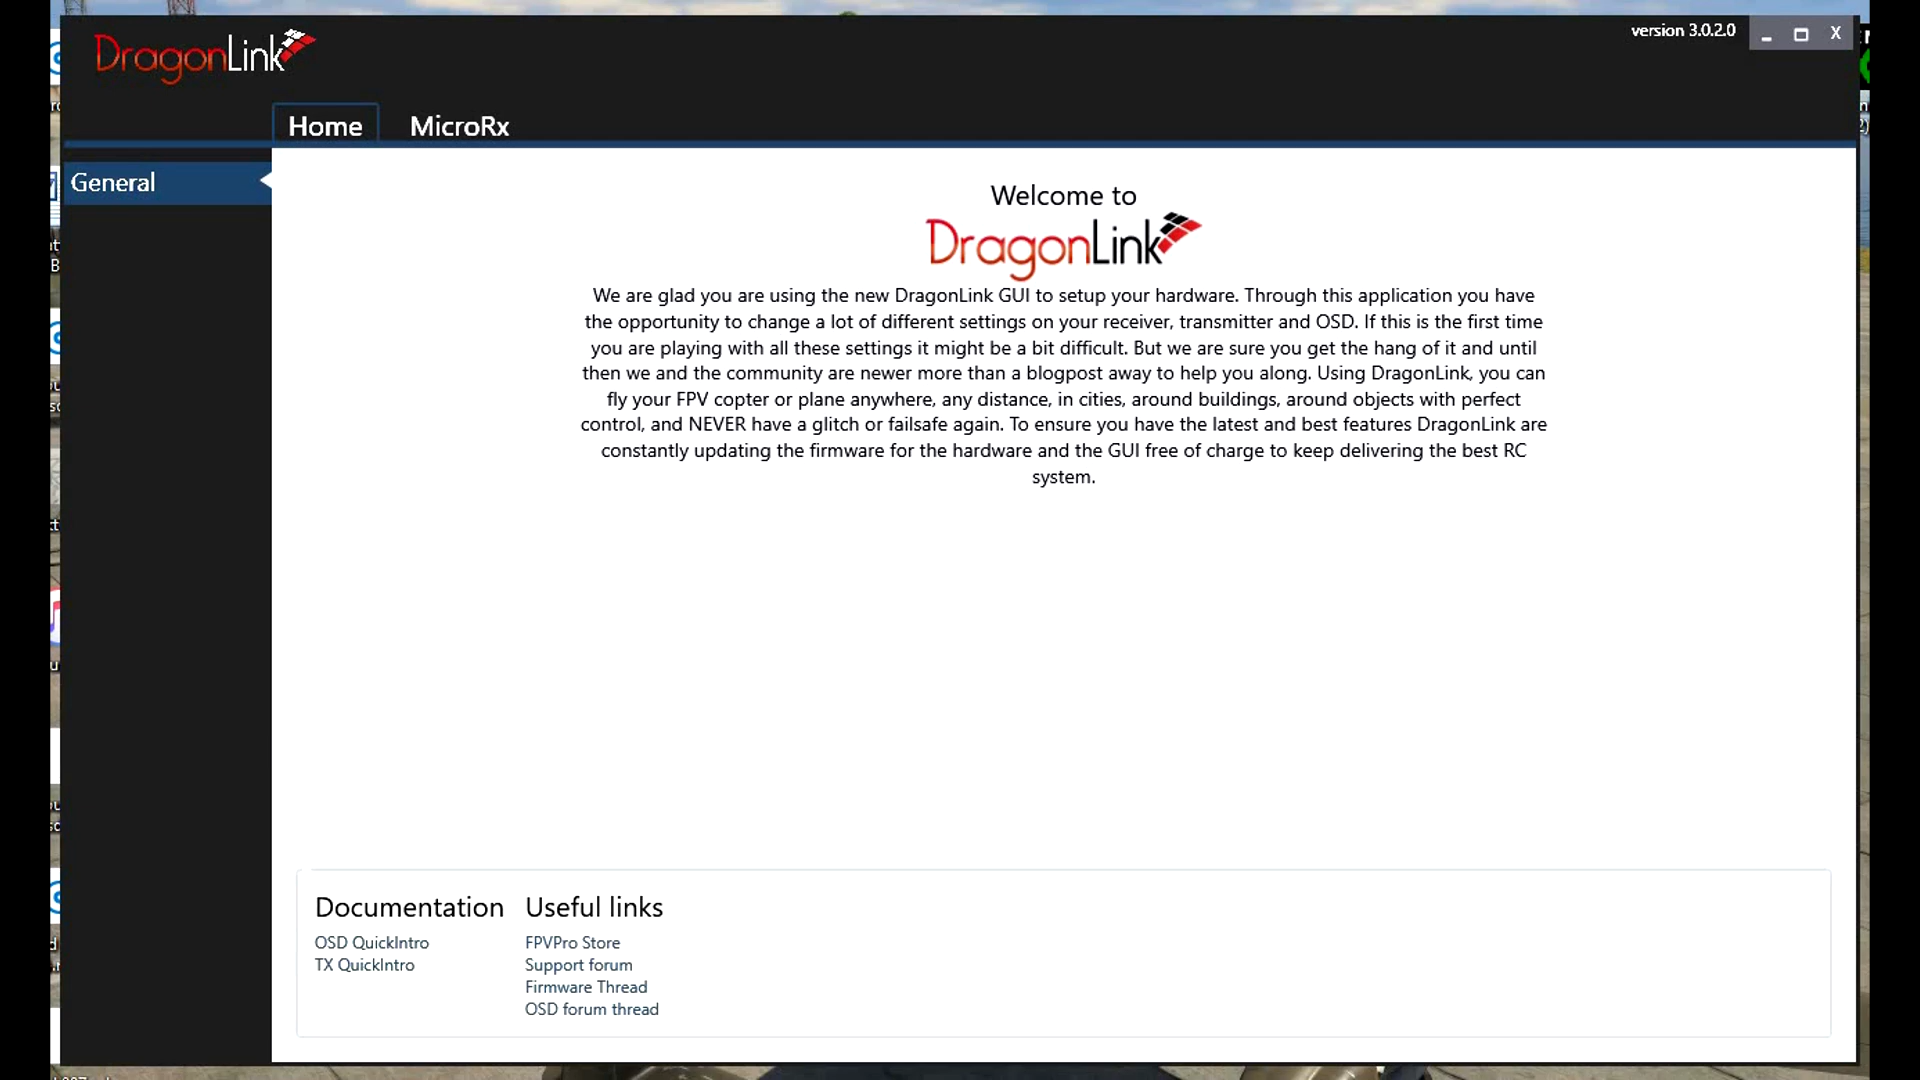 DragonLink
version 3.0.2.0
X
Home
MicroRx
General
Welcome to
DragonLink
We are glad you are using the new DragonLink GUI to setup your hardware. Through this application you have
the opportunity to change a lot of different settings on your receiver, transmitter and OSD. If this is the first time
you are playing with all these settings it might be a bit difficult. But we are sure you get the hang of it and until
then we and the community are newer more than a blogpost away to help you along. Using DragonLink, you can
fly your FPV copter or plane anywhere, any distance, in cities, around buildings, around objects with perfect
control, and NEVER have a glitch or failsafe again. To ensure you have the latest and best features DragonLink are
constantly updating the firmware for the hardware and the GUI free of charge to keep delivering the best RC
system.
Documentation
OSD QuickIntro
TX QuickIntro
Useful links
FPVPro Store
Support forum
Firmware Thread
OSD forum thread